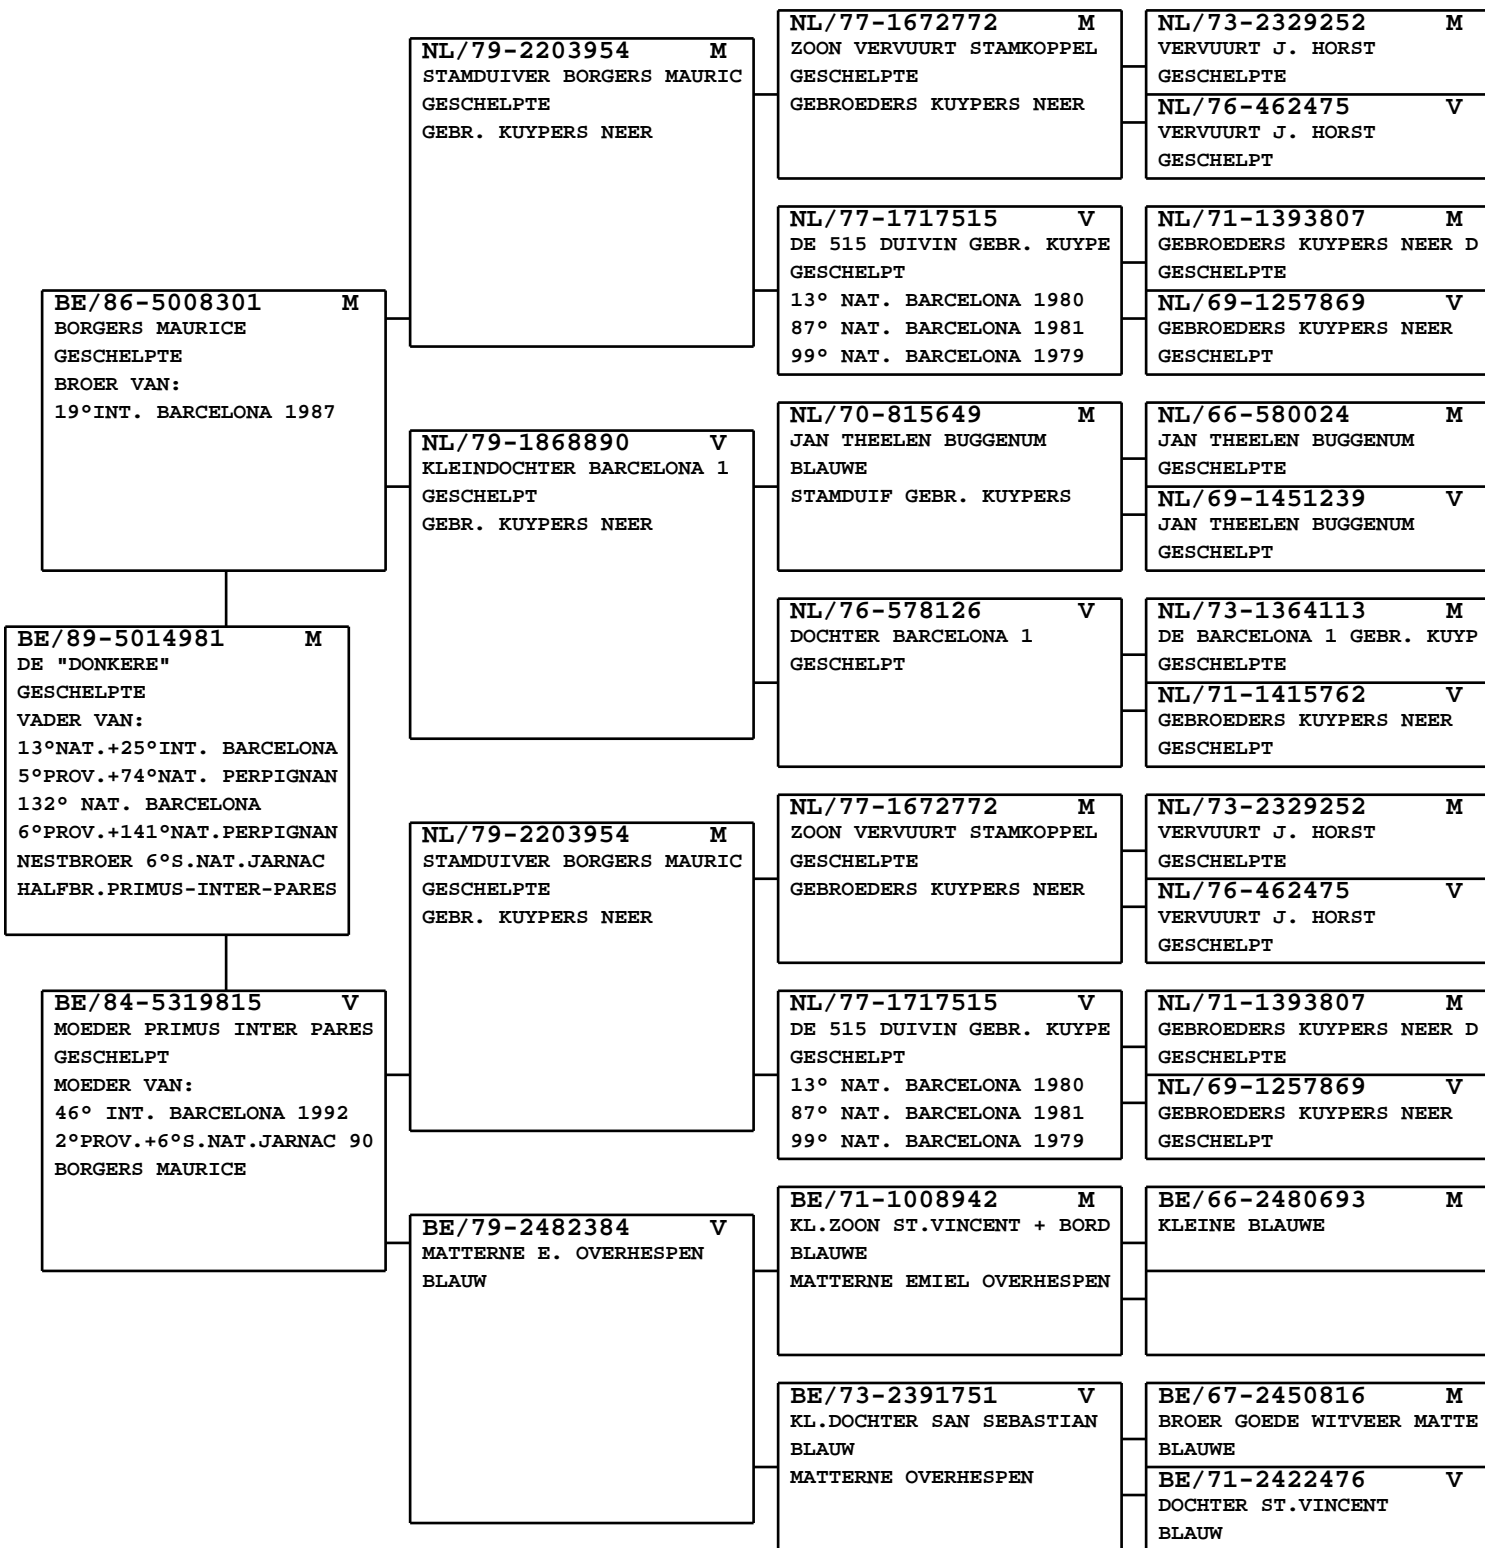 BE/89-5014981 M
DE "DONKERE"
GESCHELPTE
VADER VAN:
13°NAT.+25°INT. BARCELONA
5°PROV.+74°NAT. PERPIGNAN
132° NAT. BARCELONA
6°PROV.+141°NAT.PERPIGNAN
NESTBROER 6°S.NAT.JARNAC
HALFBR.PRIMUS-INTER-PARES
BE/86-5008301 M
BORGERS MAURICE
GESCHELPTE
BROER VAN:
19°INT. BARCELONA 1987
BE/84-5319815 V
MOEDER PRIMUS INTER PARES
GESCHELPT
MOEDER VAN:
46° INT. BARCELONA 1992
2°PROV.+6°S.NAT.JARNAC 90
BORGERS MAURICE
NL/79-2203954 M
STAMDUIVER BORGERS MAURIC
GESCHELPTE
GEBR. KUYPERS NEER
NL/79-1868890 V
KLEINDOCHTER BARCELONA 1
GESCHELPT
GEBR. KUYPERS NEER
NL/79-2203954 M
STAMDUIVER BORGERS MAURIC
GESCHELPTE
GEBR. KUYPERS NEER
BE/79-2482384 V
MATTERNE E. OVERHESPEN
BLAUW
NL/77-1672772 M
ZOON VERVUURT STAMKOPPEL
GESCHELPTE
GEBROEDERS KUYPERS NEER
NL/77-1717515 V
DE 515 DUIVIN GEBR. KUYPE
GESCHELPT
13° NAT. BARCELONA 1980
87° NAT. BARCELONA 1981
99° NAT. BARCELONA 1979
NL/70-815649 M
JAN THEELEN BUGGENUM
BLAUWE
STAMDUIF GEBR. KUYPERS
NL/76-578126 V
DOCHTER BARCELONA 1
GESCHELPT
NL/77-1672772 M
ZOON VERVUURT STAMKOPPEL
GESCHELPTE
GEBROEDERS KUYPERS NEER
NL/77-1717515 V
DE 515 DUIVIN GEBR. KUYPE
GESCHELPT
13° NAT. BARCELONA 1980
87° NAT. BARCELONA 1981
99° NAT. BARCELONA 1979
BE/71-1008942 M
KL.ZOON ST.VINCENT + BORD
BLAUWE
MATTERNE EMIEL OVERHESPEN
BE/73-2391751 V
KL.DOCHTER SAN SEBASTIAN
BLAUW
MATTERNE OVERHESPEN
NL/73-2329252 M
VERVUURT J. HORST
GESCHELPTE
NL/76-462475 V
VERVUURT J. HORST
GESCHELPT
NL/71-1393807 M
GEBROEDERS KUYPERS NEER D
GESCHELPTE
NL/69-1257869 V
GEBROEDERS KUYPERS NEER
GESCHELPT
NL/66-580024 M
JAN THEELEN BUGGENUM
GESCHELPTE
NL/69-1451239 V
JAN THEELEN BUGGENUM
GESCHELPT
NL/73-1364113 M
DE BARCELONA 1 GEBR. KUYP
GESCHELPTE
NL/71-1415762 V
GEBROEDERS KUYPERS NEER
GESCHELPT
NL/73-2329252 M
VERVUURT J. HORST
GESCHELPTE
NL/76-462475 V
VERVUURT J. HORST
GESCHELPT
NL/71-1393807 M
GEBROEDERS KUYPERS NEER D
GESCHELPTE
NL/69-1257869 V
GEBROEDERS KUYPERS NEER
GESCHELPT
BE/66-2480693 M
KLEINE BLAUWE
BE/67-2450816 M
BROER GOEDE WITVEER MATTE
BLAUWE
BE/71-2422476 V
DOCHTER ST.VINCENT
BLAUW